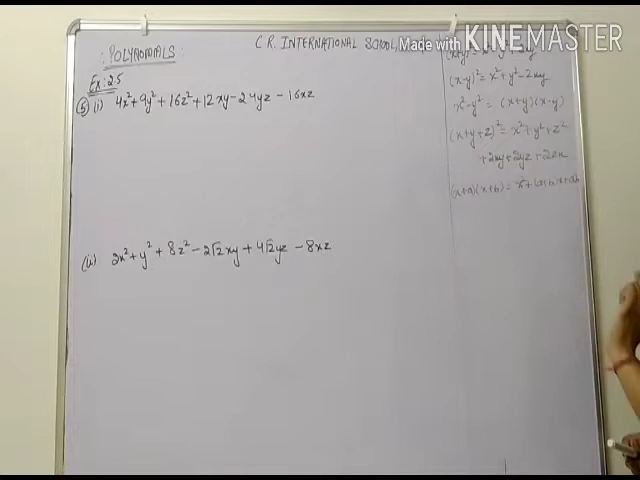 POLYNOMIALS
C.R. INTERNATIONAL SCHOOL,
Made with KINEMASTER
Ex: 2.5
(x-y)² = x²+y²-2xy
⑤ (i) 4x²+9y²+16z²+12xy-24yz-16xz
x²-y² = (x+y)(x-y)
(x+y+z)² = x²+y²+z²
+2xy+2yz+2zx
(x+a)(x+b) =
(ii) 2x²+y²+8z²-2√2xy+4√2yz-8xz